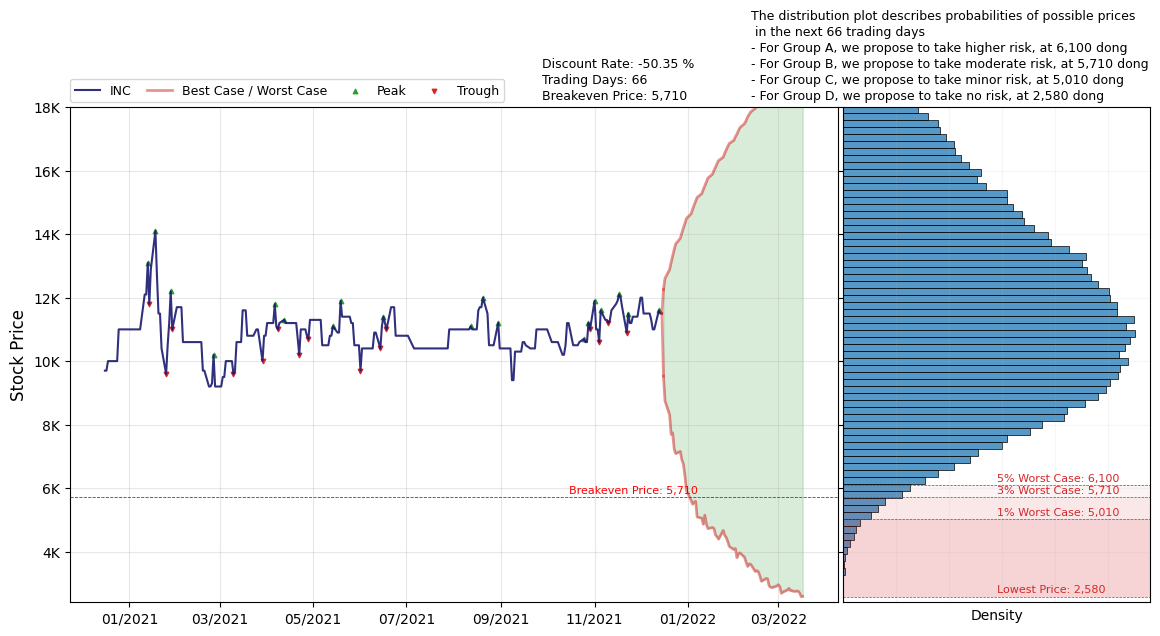 The distribution plot describes probabilities of possible prices
in the next 66 trading days
- For Group A, we propose to take higher risk, at 6,100 dong
- For Group B, we propose to take moderate risk, at 5,710 dong
- For Group C, we propose to take minor risk, at 5,010 dong
- For Group D, we propose to take no risk, at 2,580 dong
Discount Rate: -50.35 %
Trading Days: 66
Breakeven Price: 5,710
INC
Best Case / Worst Case
Peak
Trough
18K
16K
14K
12K
10K
8K
6K
4K
Stock Price
Breakeven Price: 5,710
5% Worst Case: 6,100
3% Worst Case: 5,710
1% Worst Case: 5,010
Lowest Price: 2,580
01/2021
03/2021
05/2021
07/2021
09/2021
11/2021
01/2022
03/2022
Density